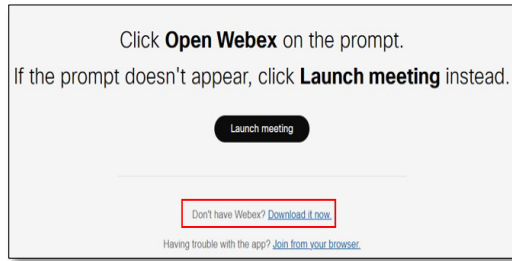 Click Open Webex on the prompt.
If the prompt doesn't appear, click Launch meeting instead.
Launch meeting
Don't have Webex? Download it now.
Having trouble with the app? Join from your browser.